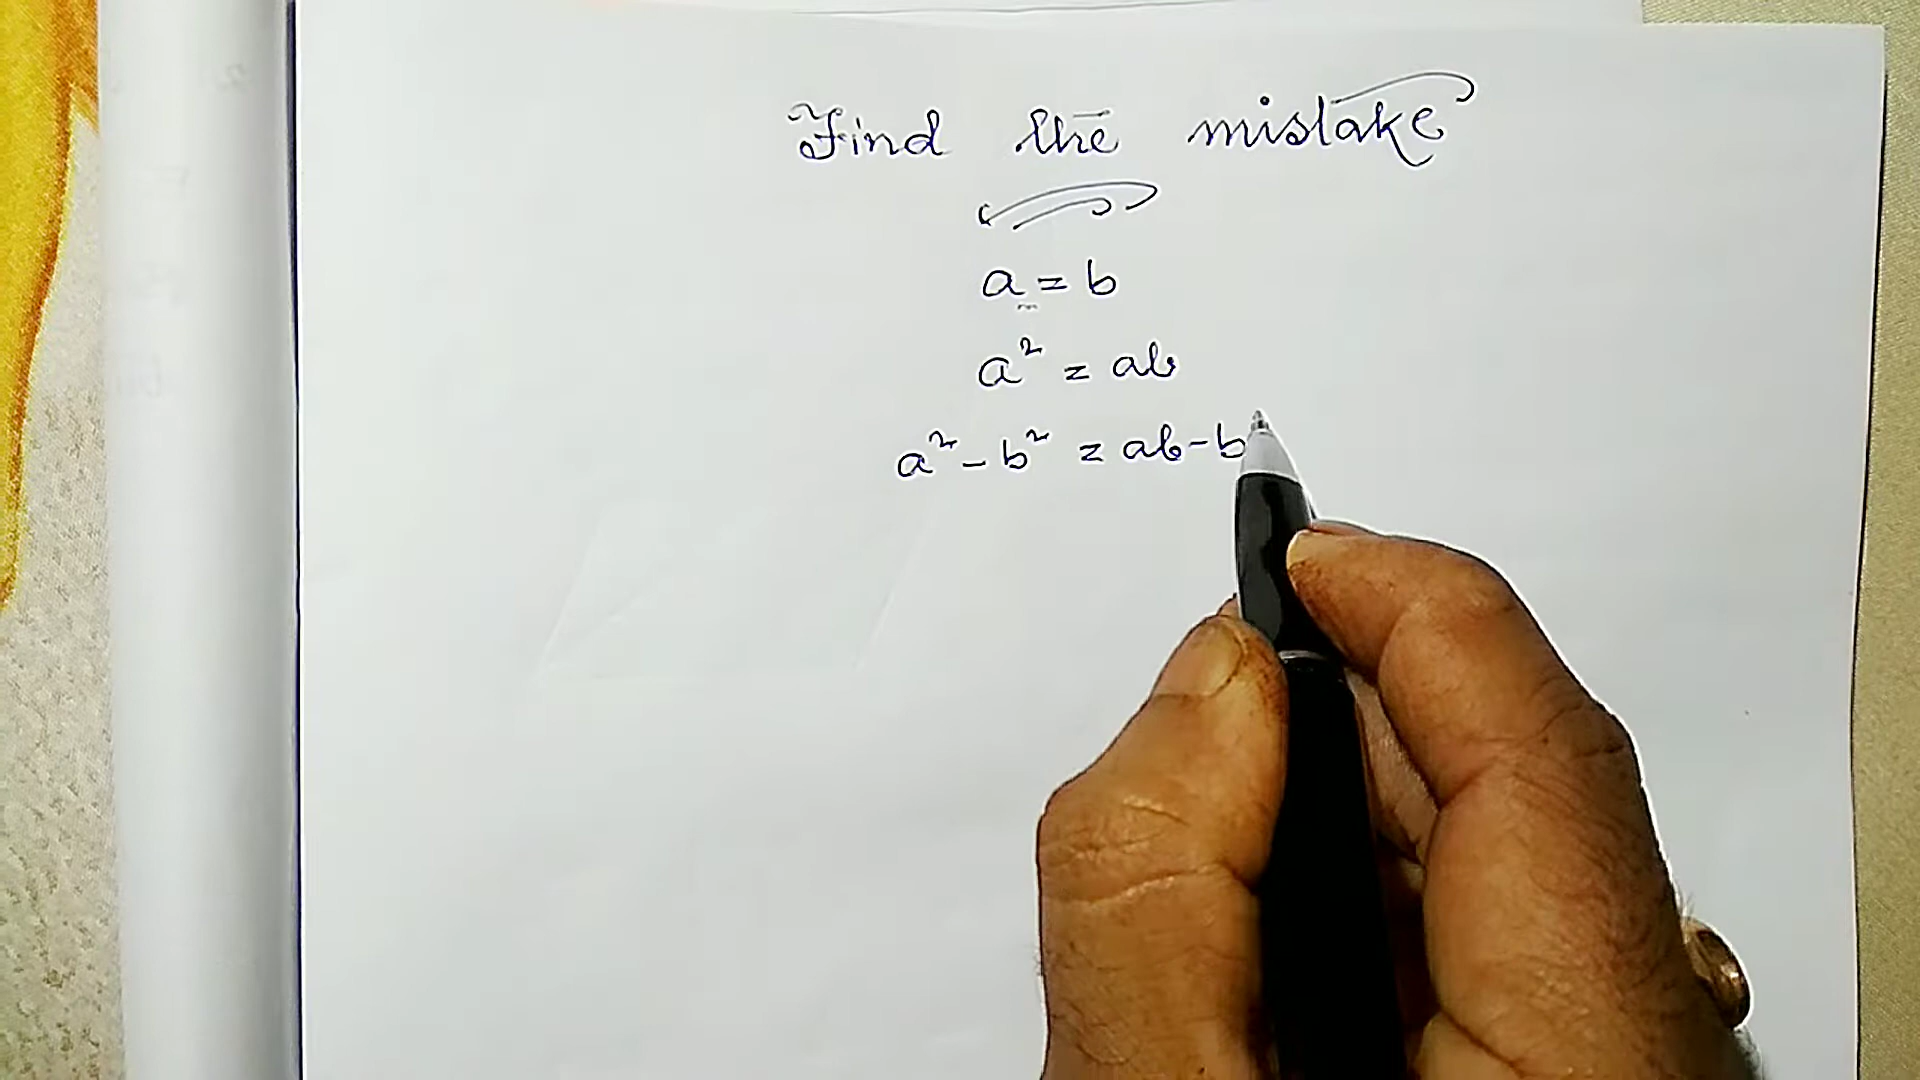 Find the mistake
a = b
a² = ab
a² - b² = ab - b